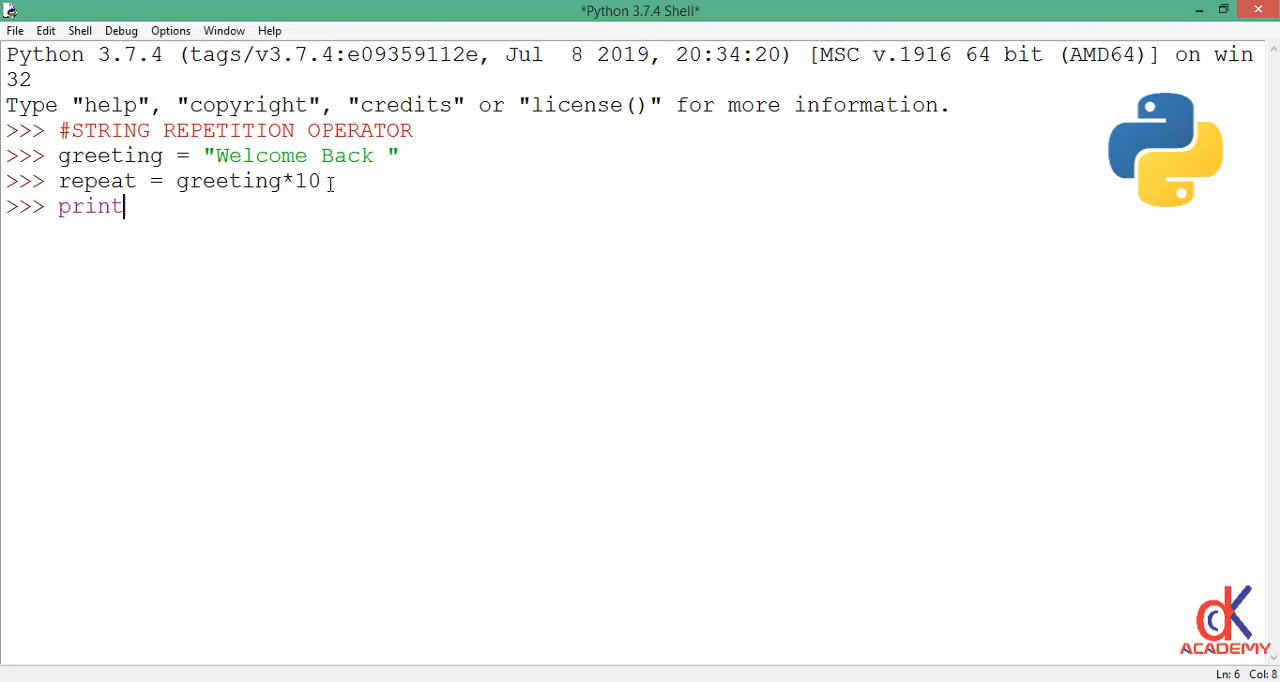 *Python 3.7.4 Shell*
File Edit Shell Debug Options Window Help
Python 3.7.4 (tags/v3.7.4:e09359112e, Jul  8 2019, 20:34:20) [MSC v.1916 64 bit (AMD64)] on win
32
Type "help", "copyright", "credits" or "license()" for more information.
>>> #STRING REPETITION OPERATOR
>>> greeting = "Welcome Back "
>>> repeat = greeting*10
>>> print
dK
ACADEMY
Ln: 6 Col: 8